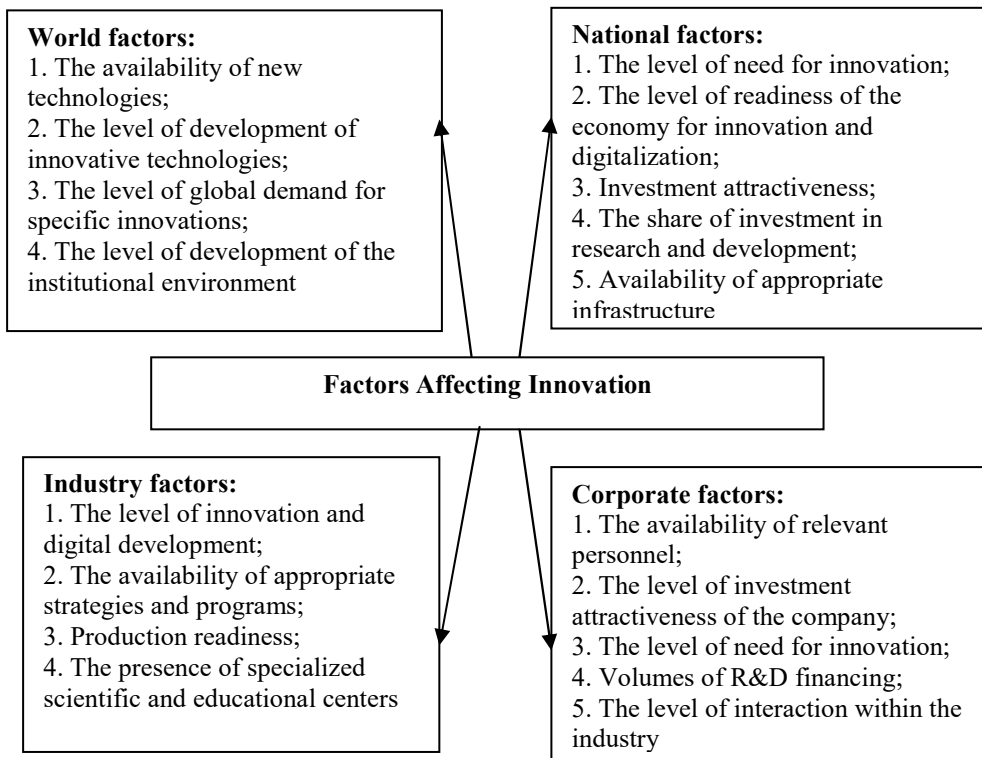 World factors:
1. The availability of new
technologies;
2. The level of development of
innovative technologies;
3. The level of global demand for
specific innovations;
4. The level of development of the
institutional environment
National factors:
1. The level of need for innovation;
2. The level of readiness of the
economy for innovation and
digitalization;
3. Investment attractiveness;
4. The share of investment in
research and development;
5. Availability of appropriate
infrastructure
Factors Affecting Innovation
Industry factors:
1. The level of innovation and
digital development;
2. The availability of appropriate
strategies and programs;
3. Production readiness;
4. The presence of specialized
scientific and educational centers
Corporate factors:
1. The availability of relevant
personnel;
2. The level of investment
attractiveness of the company;
3. The level of need for innovation;
4. Volumes of R&D financing;
5. The level of interaction within the
industry